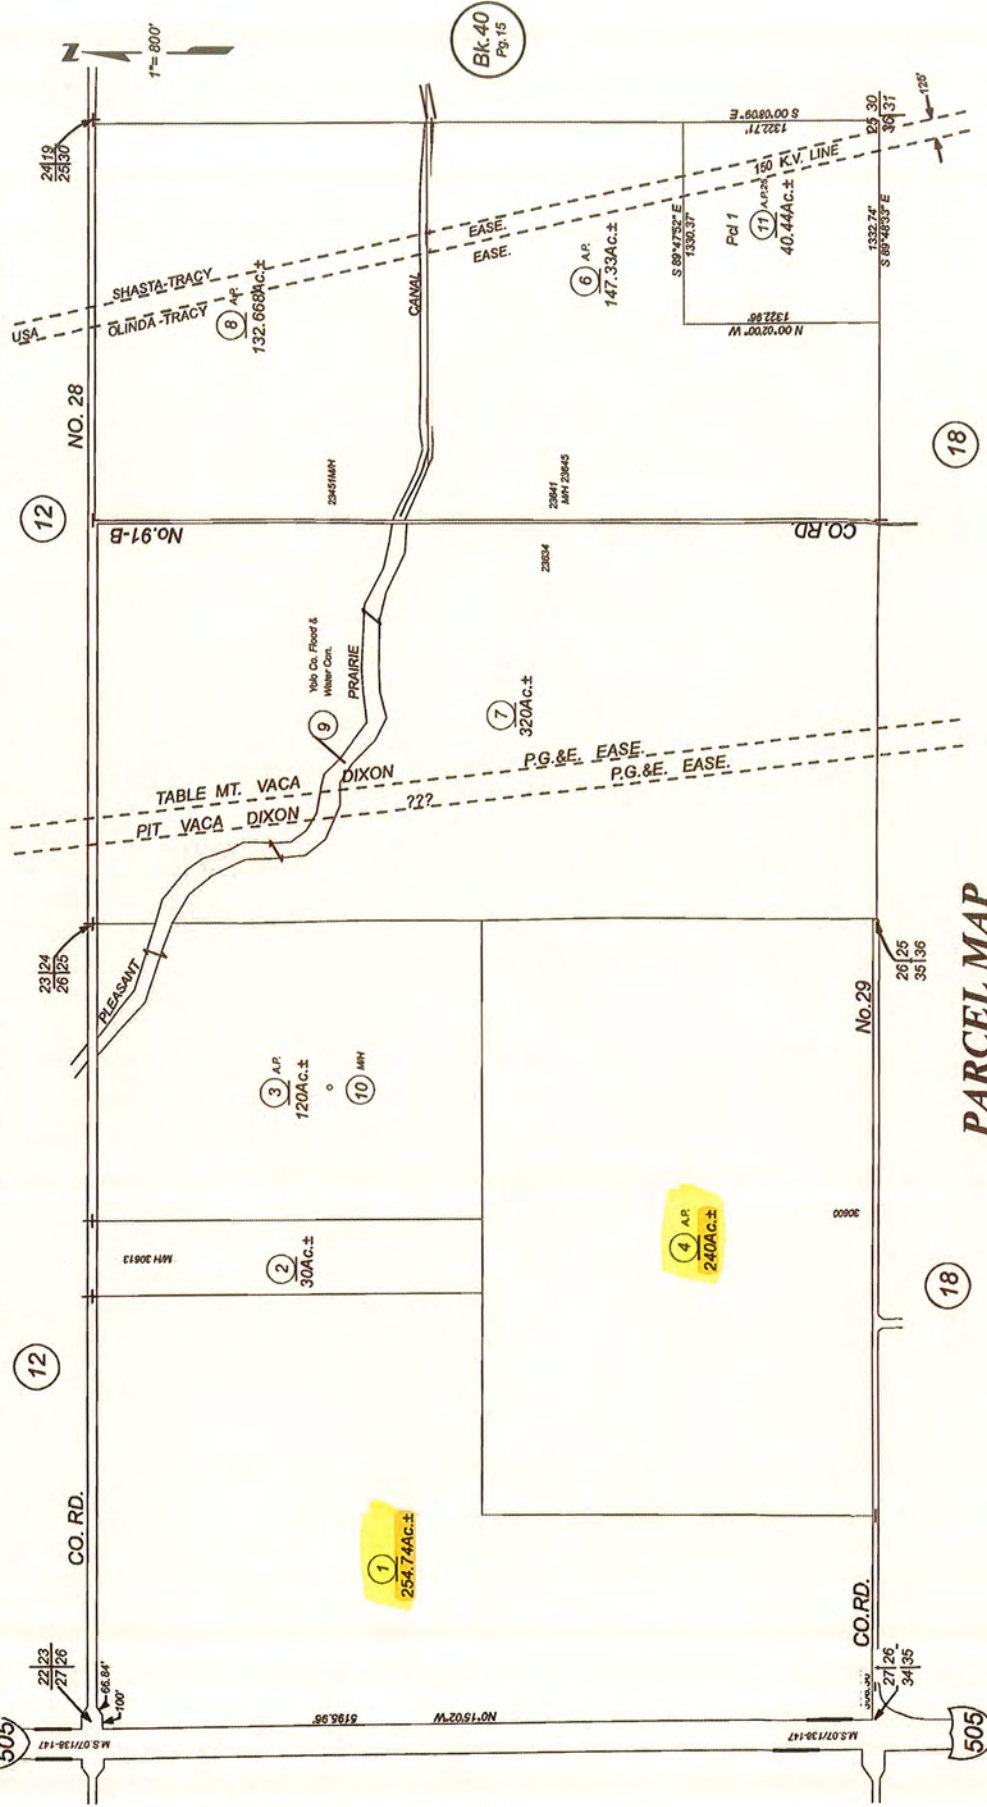 505
M.S.07/138-147
22|23
27|26
66.84'
100'
CO. RD.
12
23|24
26|25
12
NO. 28
24|19
25|30
N
1"= 800'
Bk.40
Pg.15
USA
SHASTA-TRACY
OLINDA-TRACY
EASE.
EASE.
150 K.V. LINE
125'
8 A.P.
132.668Ac.±
CANAL
6 A.P.
147.33Ac.±
S 89°47'52" E
1330.37'
Pcl 1
11 A.P.25
40.44Ac.±
1322.71'
S 00°08'09" E
1322.96'
N 00°02'00" W
1332.74'
S 89°48'33" E
25|30
36|31
No.91-B
23451M/H
23641
M/H 23645
23634
CO.RD.
18
Yolo Co. Flood &
Water Con.
9
PRAIRIE
PLEASANT
7
320Ac.±
TABLE MT. VACA DIXON
P.G.&E. EASE.
PIT VACA DIXON
???
P.G.&E. EASE.
3 A.P.
120Ac.±
10 M/H
M/H 30613
2
30Ac.±
1
254.74Ac.±
4 A.P.
240Ac.±
30600
No.29
26|25
35|36
18
N0°15'02"W
5195.96'
CO.RD.
27|26
34|35
M.S.07/138-147
505
PARCEL MAP